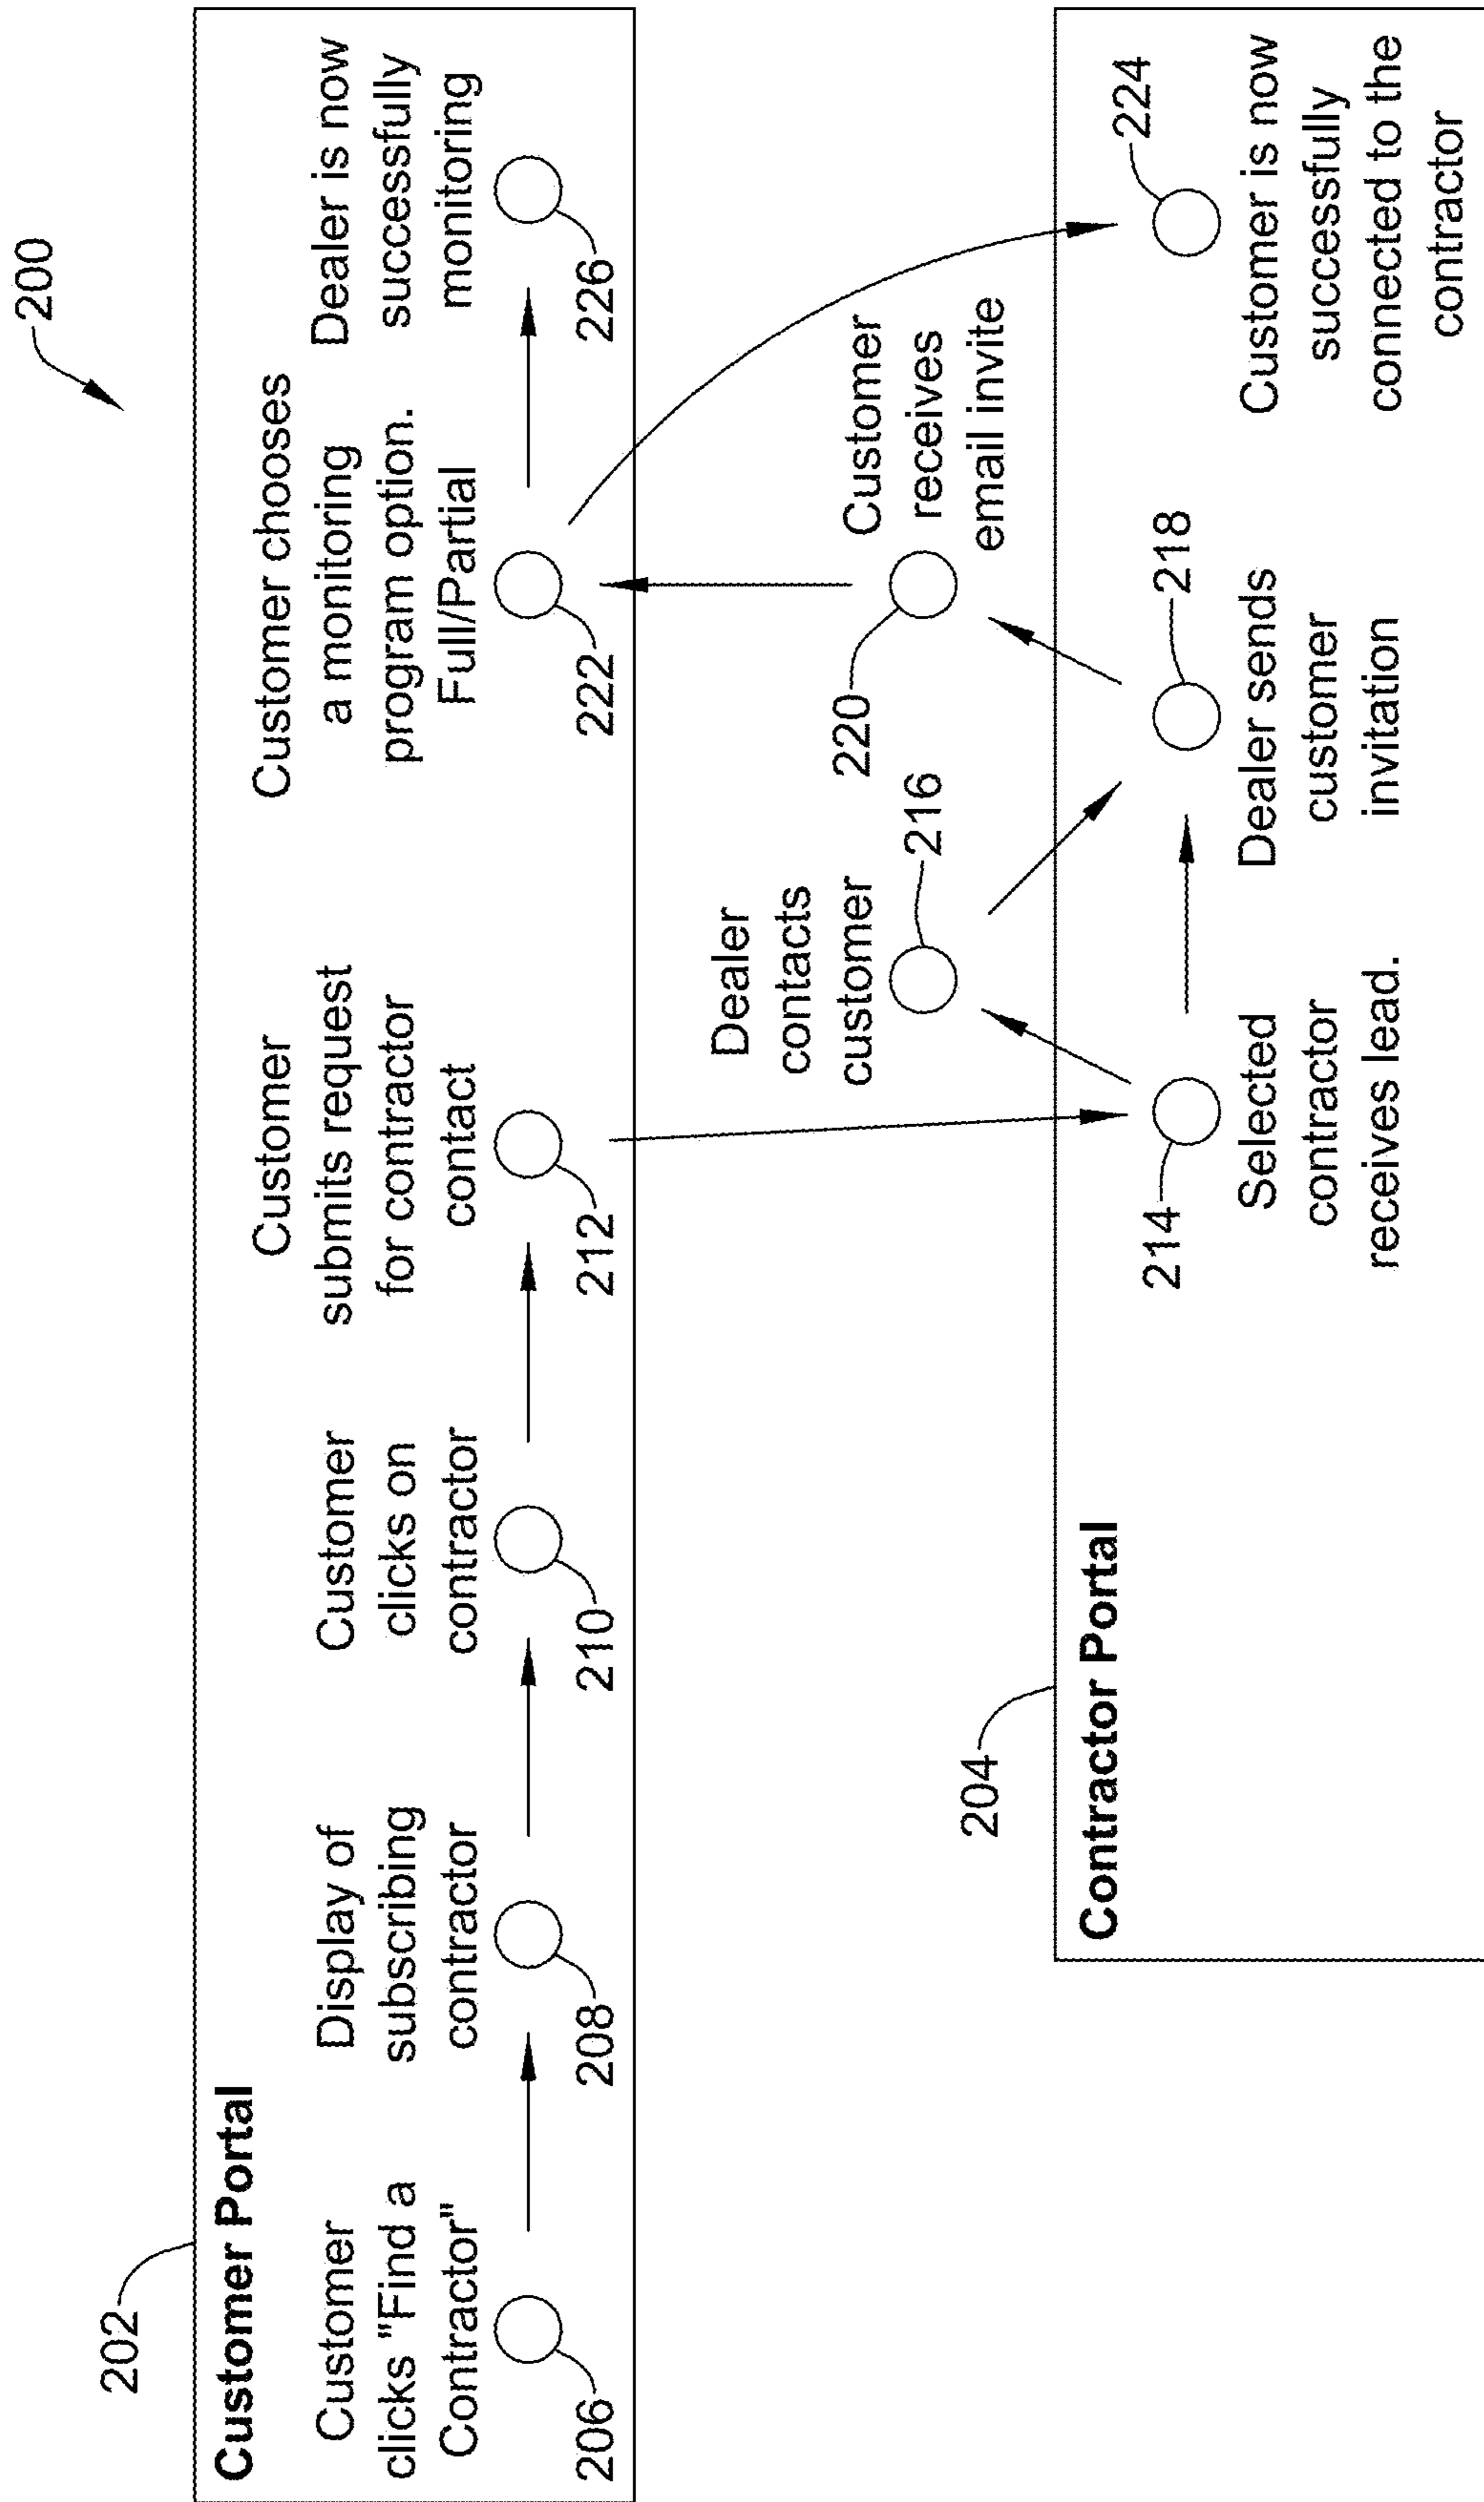 200
202
Customer Portal
Customer
clicks "Find a
Contractor"
206
Display of
subscribing
contractor
208
Customer
clicks on
contractor
210
Customer
submits request
for contractor
contact
212
Customer chooses
a monitoring
program option.
Full/Partial
222
Dealer is now
successfully
monitoring
226
Dealer
contacts
customer
216
Customer
receives
email invite
220
204
Contractor Portal
214
Selected
contractor
receives lead.
218
Dealer sends
customer
invitation
224
Customer is now
successfully
connected to the
contractor